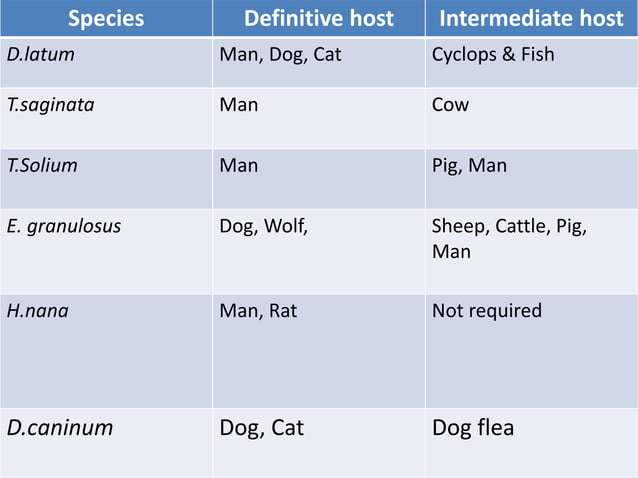 Species Definitive host Intermediate host
D.latum Man, Dog, Cat Cyclops & Fish
T.saginata Man Cow
T.Solium Man Pig, Man
E. granulosus Dog, Wolf, Sheep, Cattle, Pig,
Man
H.nana Man, Rat Not required
D.caninum Dog, Cat Dog flea